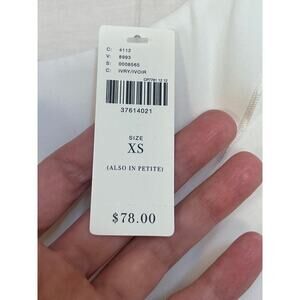 C: 4112
V: 8993
S: 0008565
C: IVRY/IVOIR
37614021
SIZE
XS
(ALSO IN PETITE)
$78.00